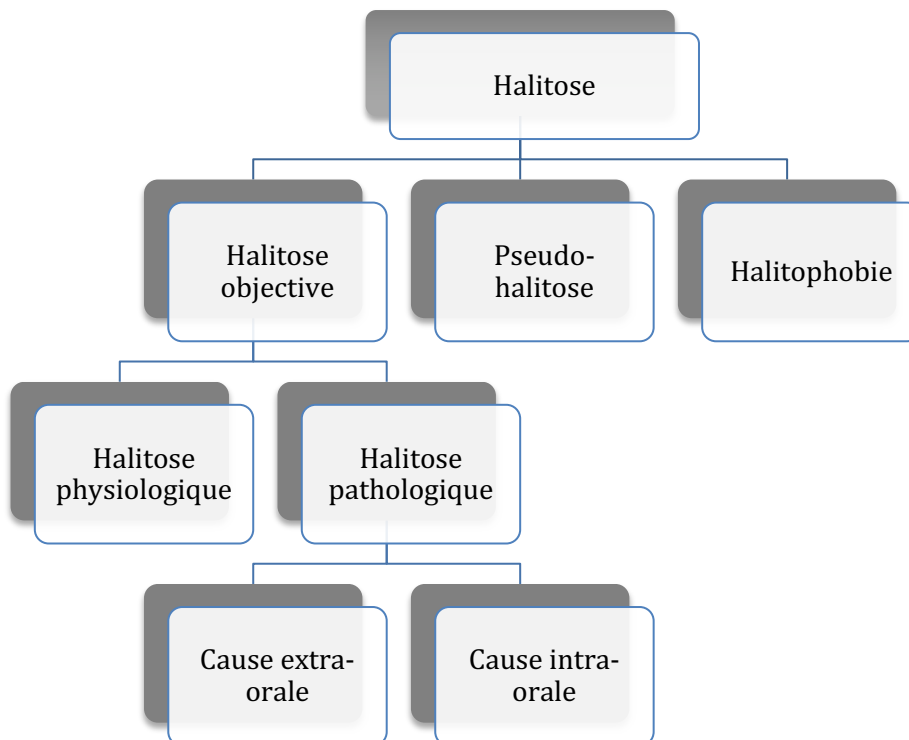 Halitose
Halitose
objective
Pseudo-
halitose
Halitophobie
Halitose
physiologique
Halitose
pathologique
Cause extra-
orale
Cause intra-
orale